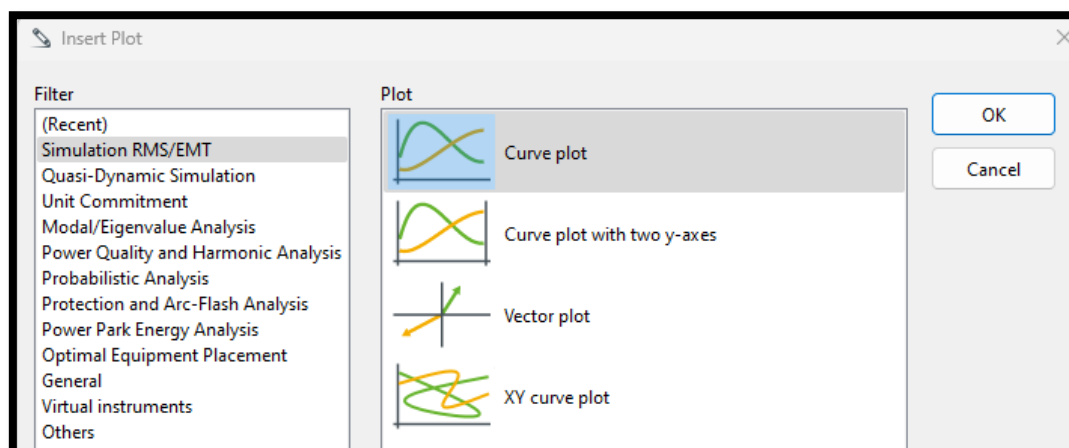 Insert Plot
Filter
(Recent)
Simulation RMS/EMT
Quasi-Dynamic Simulation
Unit Commitment
Modal/Eigenvalue Analysis
Power Quality and Harmonic Analysis
Probabilistic Analysis
Protection and Arc-Flash Analysis
Power Park Energy Analysis
Optimal Equipment Placement
General
Virtual instruments
Others
Plot
Curve plot
Curve plot with two y-axes
Vector plot
XY curve plot
OK
Cancel